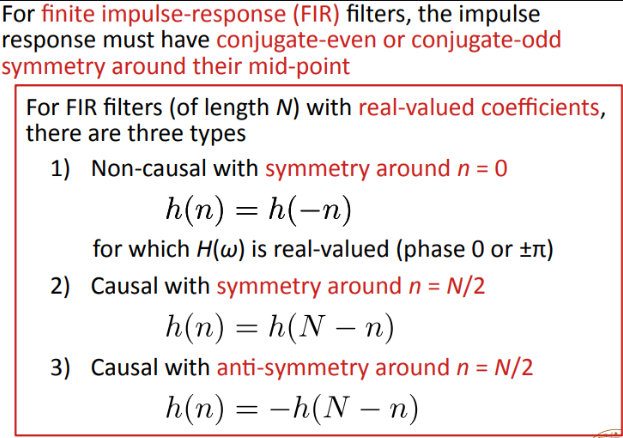 For finite impulse-response (FIR) filters, the impulse
response must have conjugate-even or conjugate-odd
symmetry around their mid-point
For FIR filters (of length N) with real-valued coefficients,
there are three types
1) Non-causal with symmetry around n = 0
h(n) = h(−n)
for which H(ω) is real-valued (phase 0 or ±π)
2) Causal with symmetry around n = N/2
h(n) = h(N − n)
3) Causal with anti-symmetry around n = N/2
h(n) = −h(N − n)